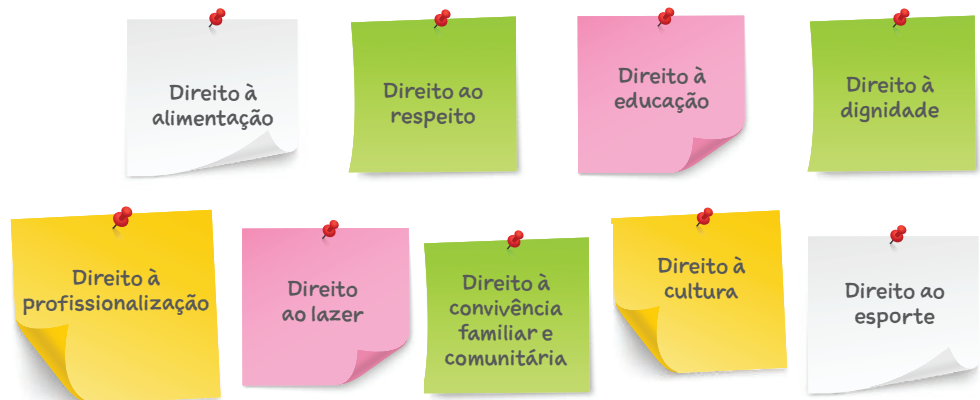 Direito à
alimentação
Direito ao
respeito
Direito à
educação
Direito à
dignidade
Direito à
profissionalização
Direito
ao lazer
Direito à
convivência
familiar e
comunitária
Direito à
cultura
Direito ao
esporte